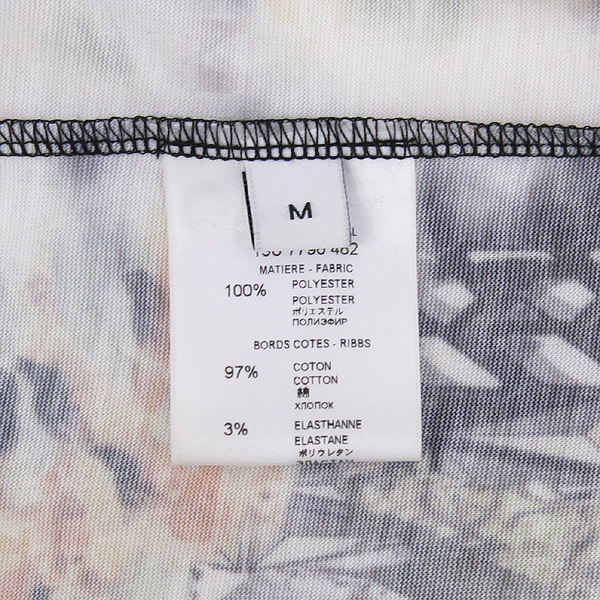 M
MATIERE - FABRIC
100% POLYESTER
POLYESTER
ポリエステル
ПОЛИЭФИР
BORDS COTES - RIBBS
97% COTON
COTTON
綿
ХЛОПОК
3% ELASTHANNE
ELASTANE
ポリウレタン